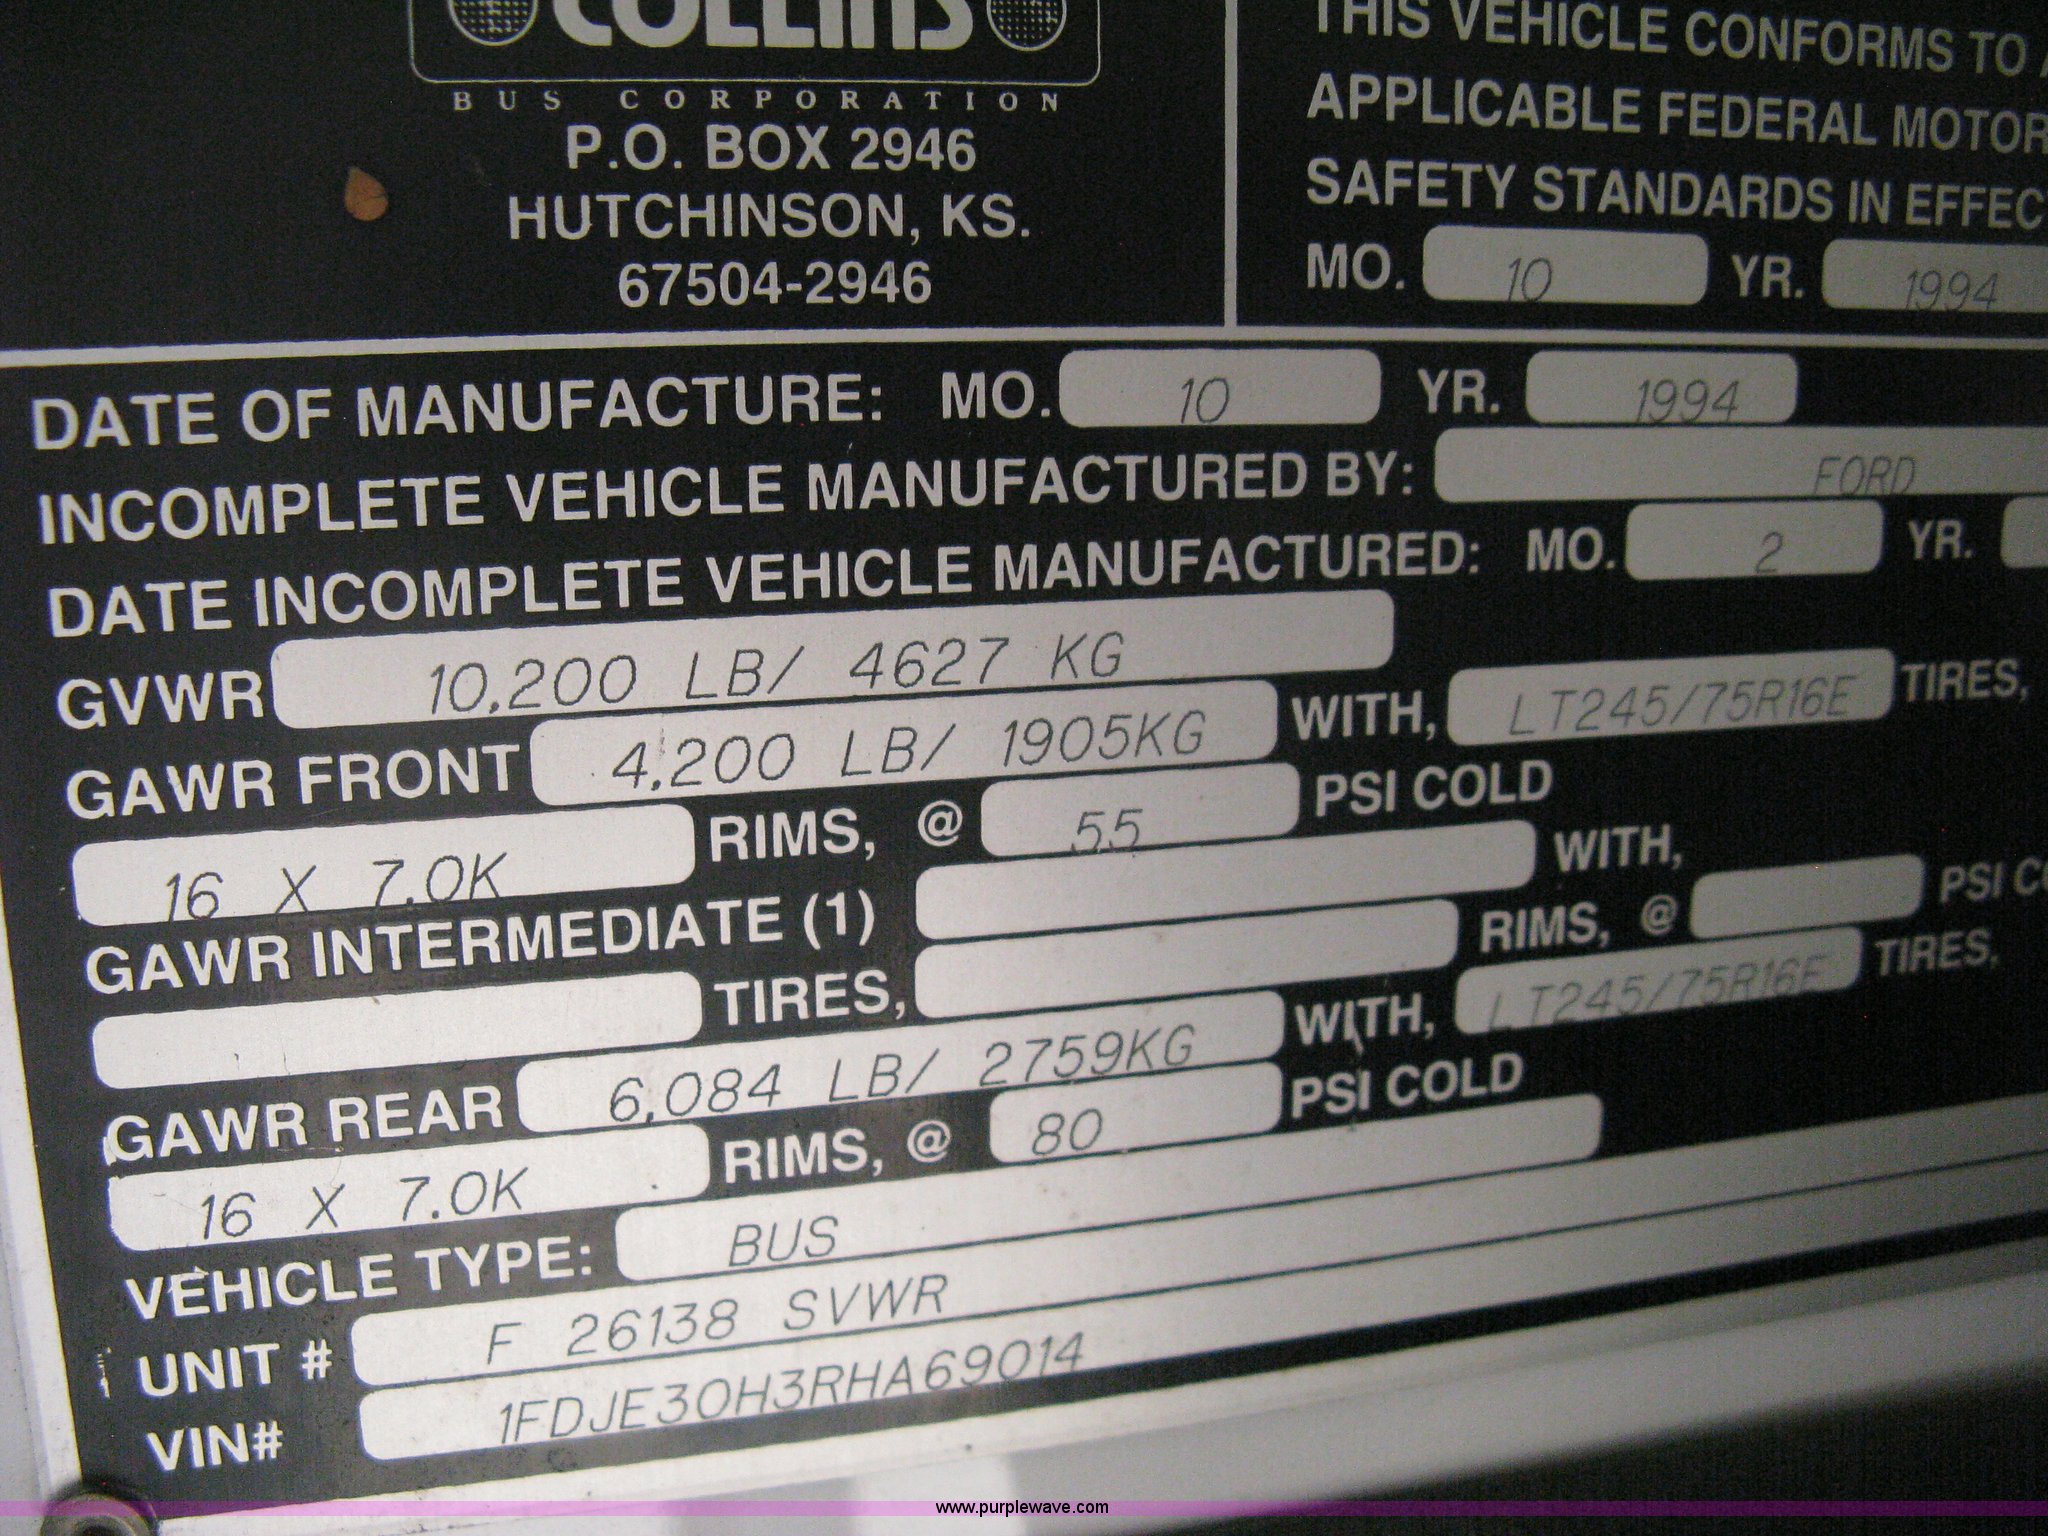 COLLINS
BUS CORPORATION
P.O. BOX 2946
HUTCHINSON, KS.
67504-2946
THIS VEHICLE CONFORMS TO
APPLICABLE FEDERAL MOTOR
SAFETY STANDARDS IN EFFEC
MO. 10 YR. 1994
DATE OF MANUFACTURE: MO. 10 YR. 1994
INCOMPLETE VEHICLE MANUFACTURED BY: FORD
DATE INCOMPLETE VEHICLE MANUFACTURED: MO. 2 YR.
GVWR 10,200 LB/ 4627 KG
GAWR FRONT 4,200 LB/ 1905KG WITH, LT245/75R16E TIRES,
16 X 7.0K RIMS, @ 55 PSI COLD
GAWR INTERMEDIATE (1) WITH,
TIRES, RIMS, @ PSI CO
GAWR REAR 6,084 LB/ 2759KG WITH, LT245/75R16E TIRES,
16 X 7.0K RIMS, @ 80 PSI COLD
VEHICLE TYPE: BUS
UNIT # F 26138 SVWR
VIN# 1FDJE30H3RHA69014
www.purplewave.com